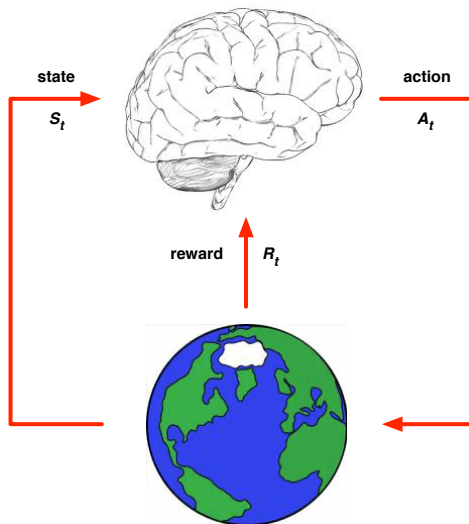 state
S_t
action
A_t
reward
R_t